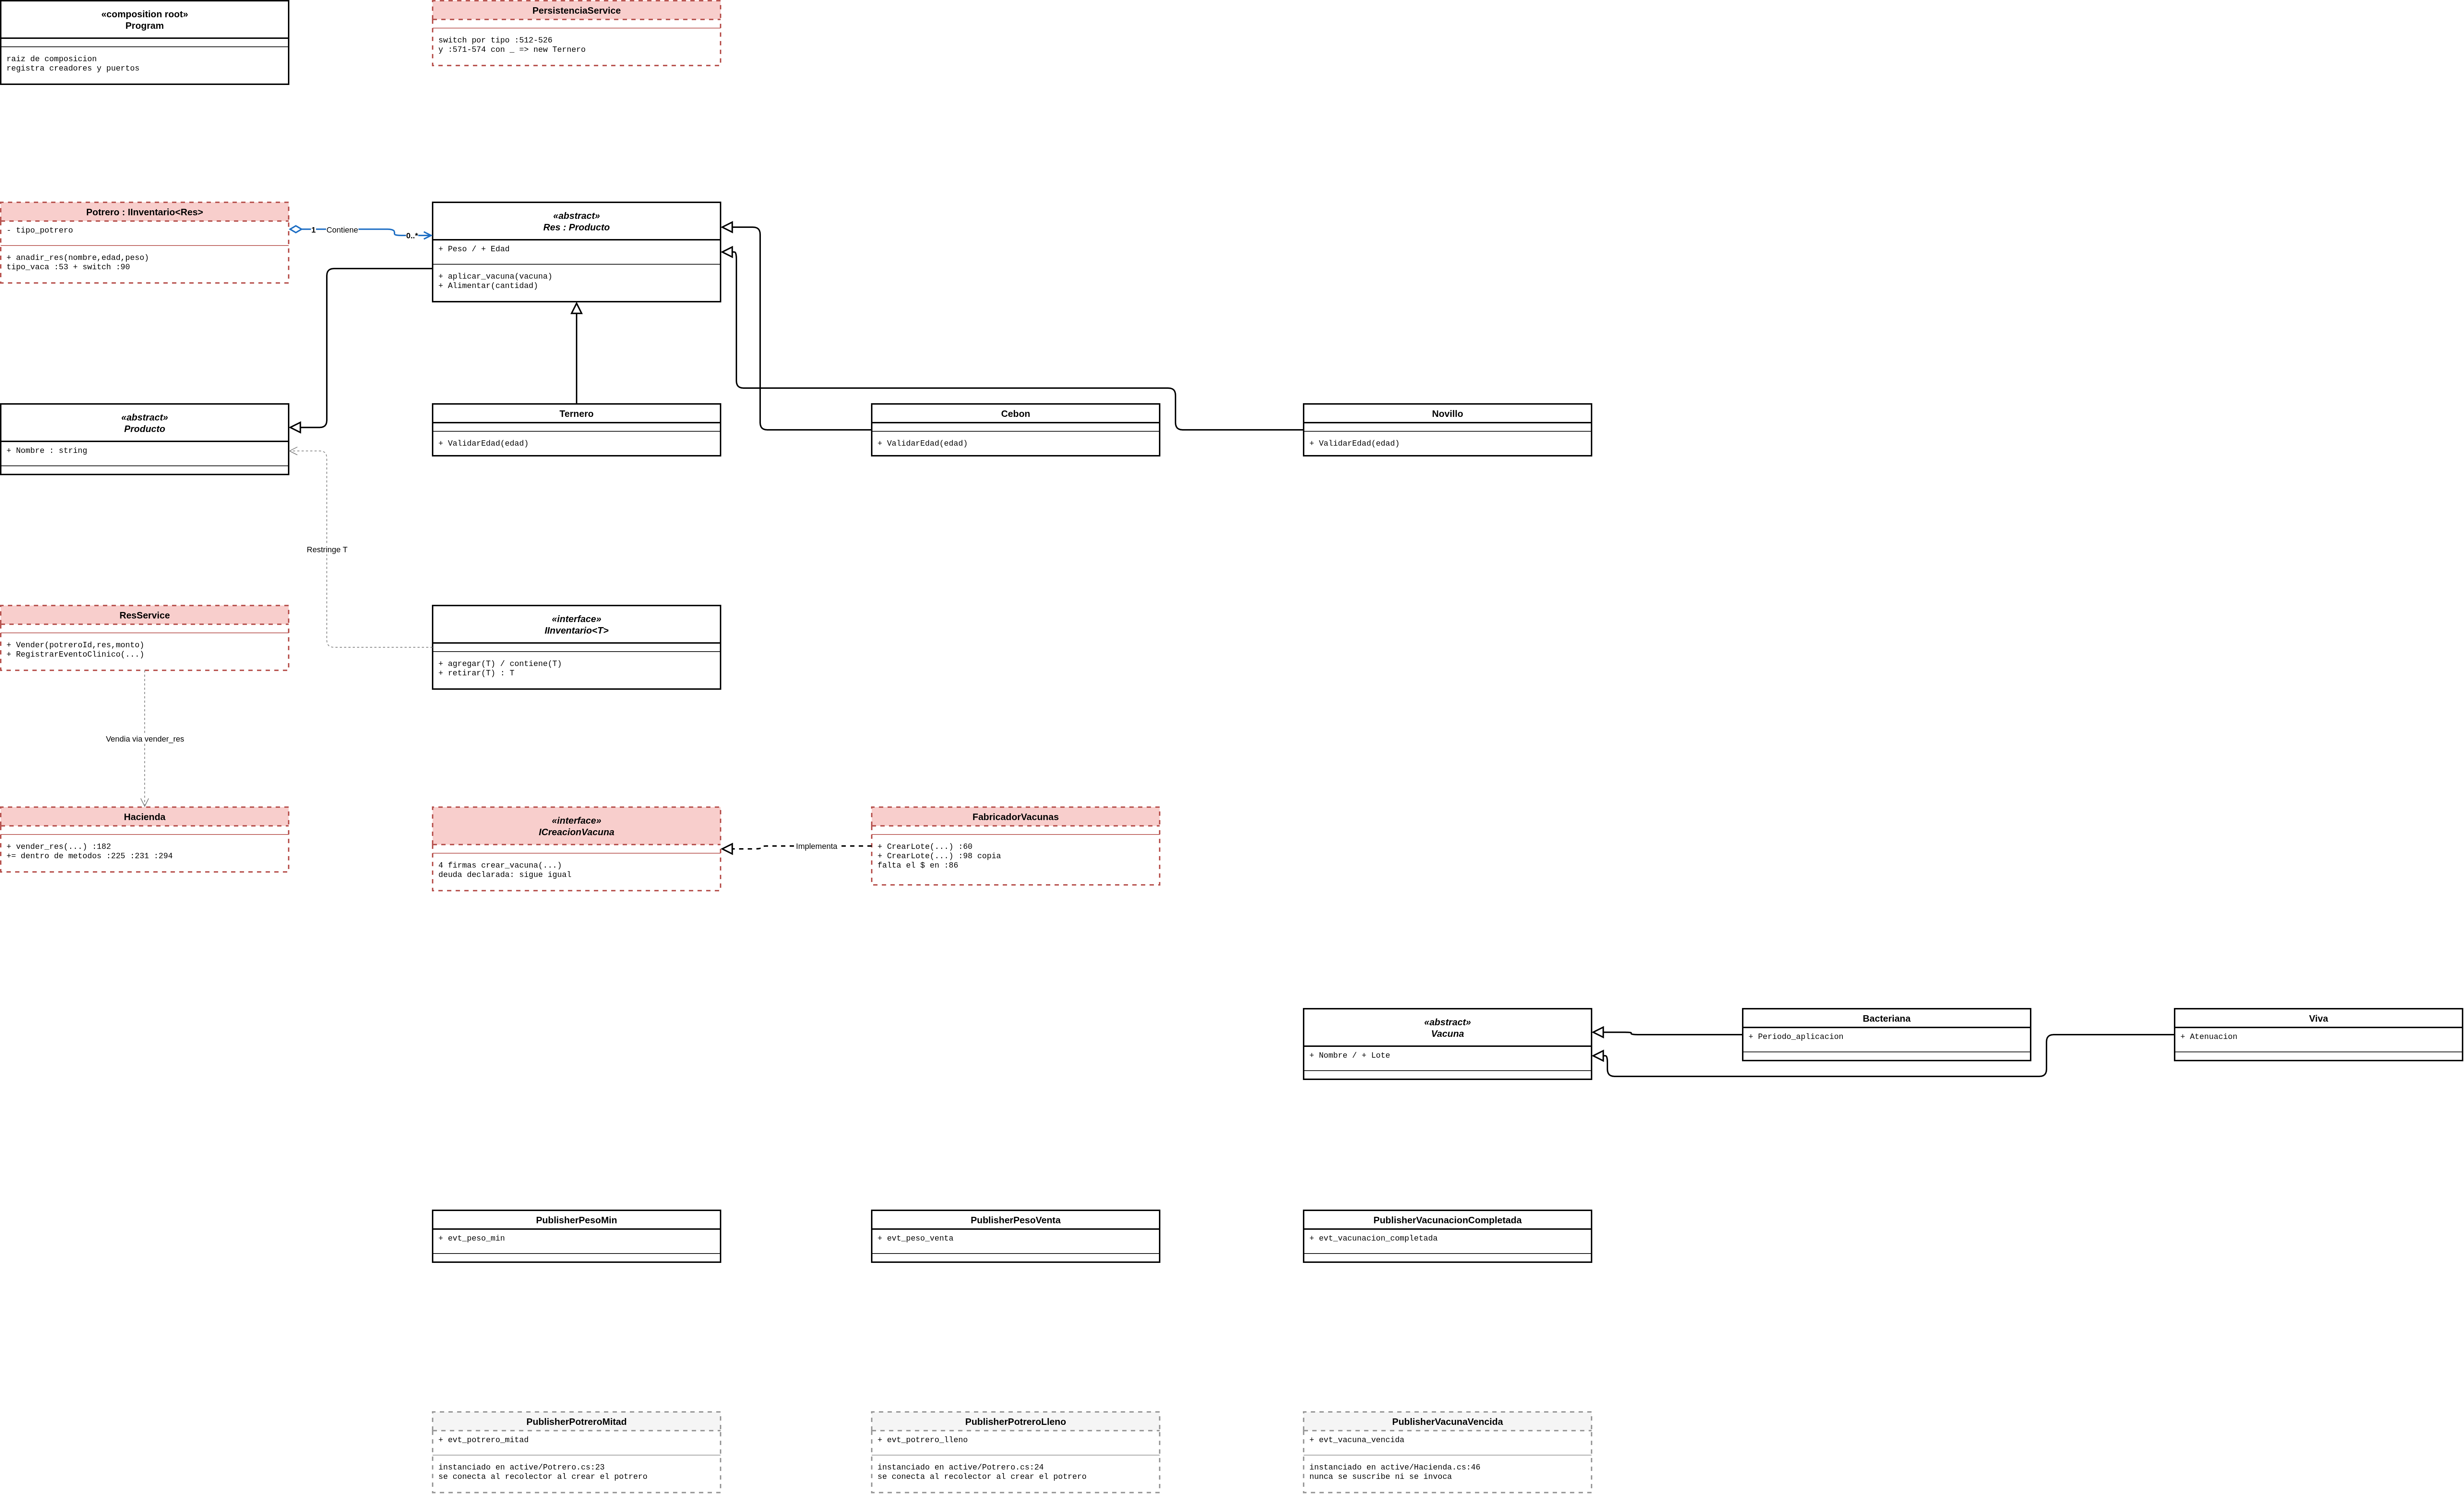 «composition root»
Program
raiz de composicion
registra creadores y puertos
PersistenciaService
switch por tipo :512-526
y :571-574 con _ => new Ternero
Potrero : IInventario<Res>
- tipo_potrero
+ anadir_res(nombre,edad,peso)
tipo_vaca :53 + switch :90
1
Contiene
0..*
«abstract»
Res : Producto
+ Peso / + Edad
+ aplicar_vacuna(vacuna)
+ Alimentar(cantidad)
«abstract»
Producto
+ Nombre : string
Ternero
+ ValidarEdad(edad)
Cebon
+ ValidarEdad(edad)
Novillo
+ ValidarEdad(edad)
Restringe T
ResService
+ Vender(potreroId,res,monto)
+ RegistrarEventoClinico(...)
«interface»
IInventario<T>
+ agregar(T) / contiene(T)
+ retirar(T) : T
Vendia via vender_res
Hacienda
+ vender_res(...) :182
+= dentro de metodos :225 :231 :294
«interface»
ICreacionVacuna
4 firmas crear_vacuna(...)
deuda declarada: sigue igual
Implementa
FabricadorVacunas
+ CrearLote(...) :60
+ CrearLote(...) :98 copia
falta el $ en :86
«abstract»
Vacuna
+ Nombre / + Lote
Bacteriana
+ Periodo_aplicacion
Viva
+ Atenuacion
PublisherPesoMin
+ evt_peso_min
PublisherPesoVenta
+ evt_peso_venta
PublisherVacunacionCompletada
+ evt_vacunacion_completada
PublisherPotreroMitad
+ evt_potrero_mitad
instanciado en active/Potrero.cs:23
se conecta al recolector al crear el potrero
PublisherPotreroLleno
+ evt_potrero_lleno
instanciado en active/Potrero.cs:24
se conecta al recolector al crear el potrero
PublisherVacunaVencida
+ evt_vacuna_vencida
instanciado en active/Hacienda.cs:46
nunca se suscribe ni se invoca